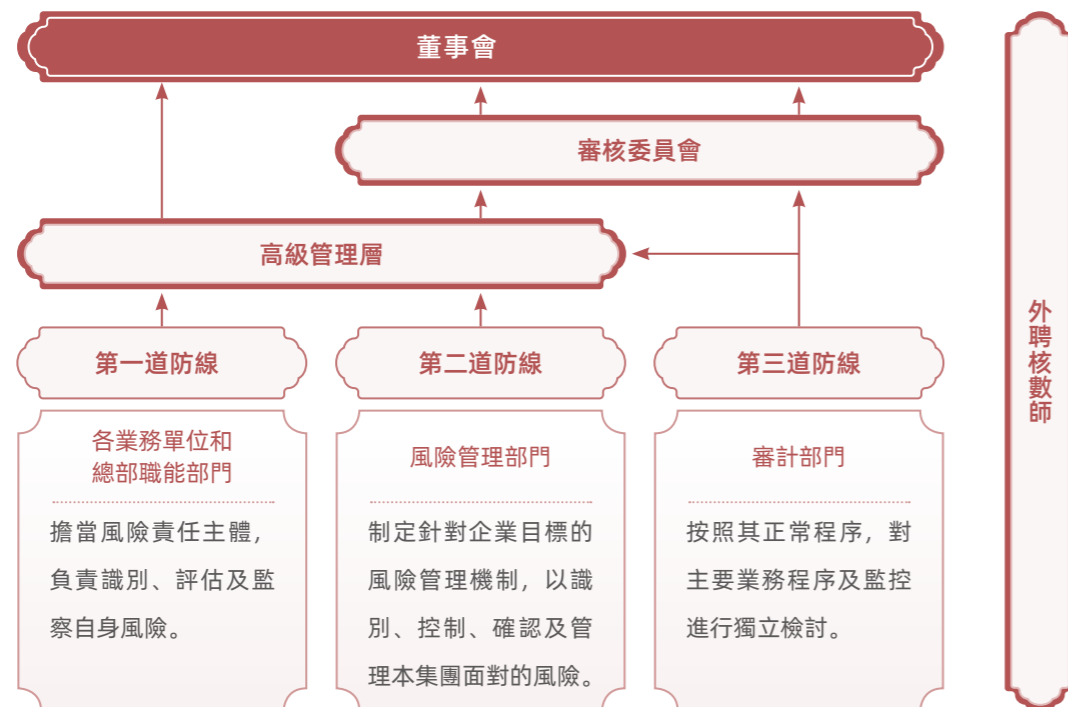 董事會
審核委員會
高級管理層
第一道防線
第二道防線
第三道防線
各業務單位和
總部職能部門
擔當風險責任主體，
負責識別、評估及監
察自身風險。
風險管理部門
制定針對企業目標的
風險管理機制，以識
別、控制、確認及管
理本集團面對的風險。
審計部門
按照其正常程序，對
主要業務程序及監控
進行獨立檢討。
外聘核數師